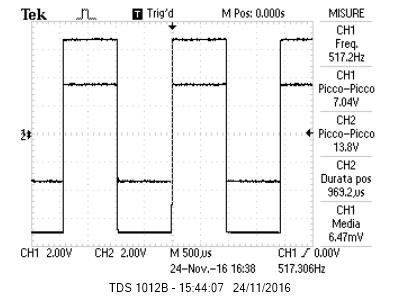 Tek T Trig'd M Pos: 0.000s MISURE
CH1
Freq.
517.2Hz
CH1
Picco-Picco
7.04V
CH2
Picco-Picco
13.8V
CH2
Durata pos
969.2µs
CH1
Media
6.47mV
2
CH1 2.00V CH2 2.00V M 500µs CH1 0.00V
24-Nov.-16 16:38 517.306Hz
TDS 1012B - 15:44:07 24/11/2016